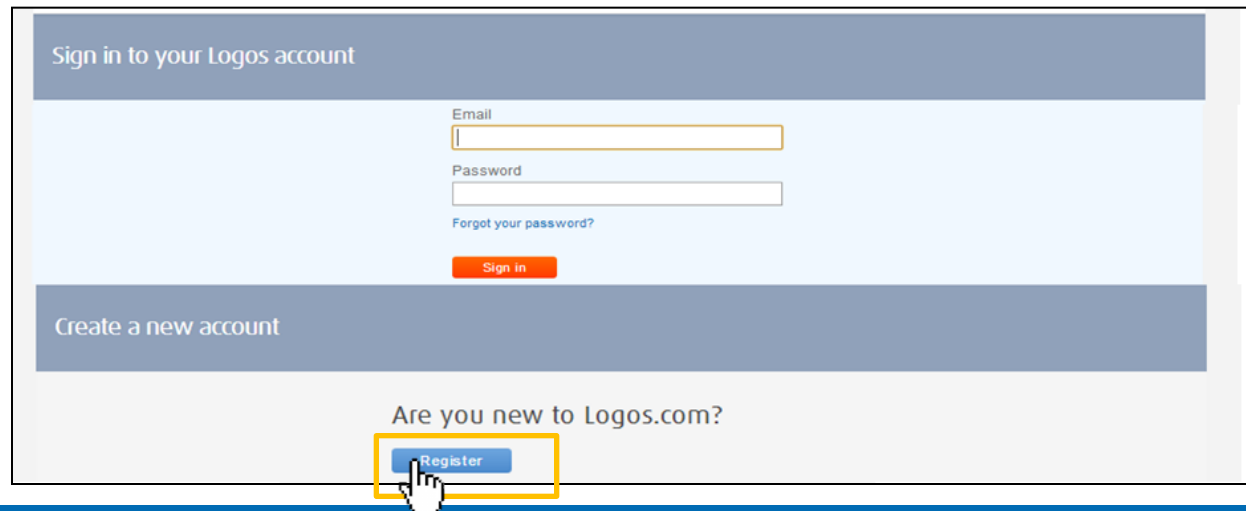 Sign in to your Logos account
Email
Password
Forgot your password?
Sign in
Create a new account
Are you new to Logos.com?
Register